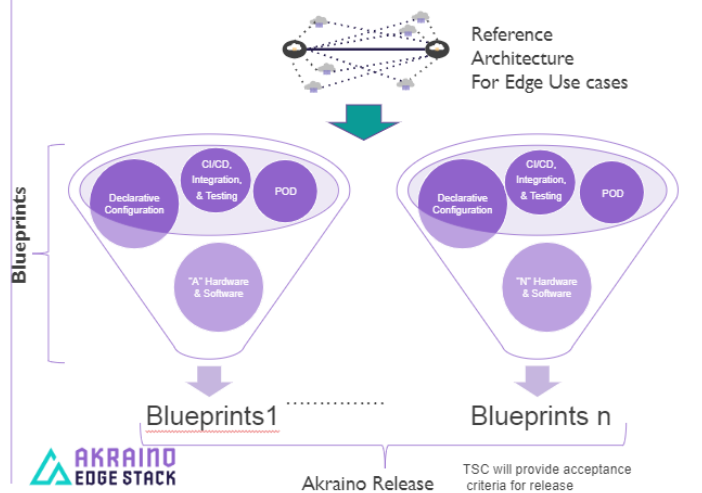 Reference
Architecture
For Edge Use cases
Blueprints
Declarative
Configuration
CI/CD,
Integration,
& Testing
POD
"A" Hardware
& Software
Declarative
Configuration
CI/CD,
Integration,
& Testing
POD
"N" Hardware
& Software
Blueprints1
Blueprints n
AKRAINO
EDGE STACK
Akraino Release
TSC will provide acceptance
criteria for release